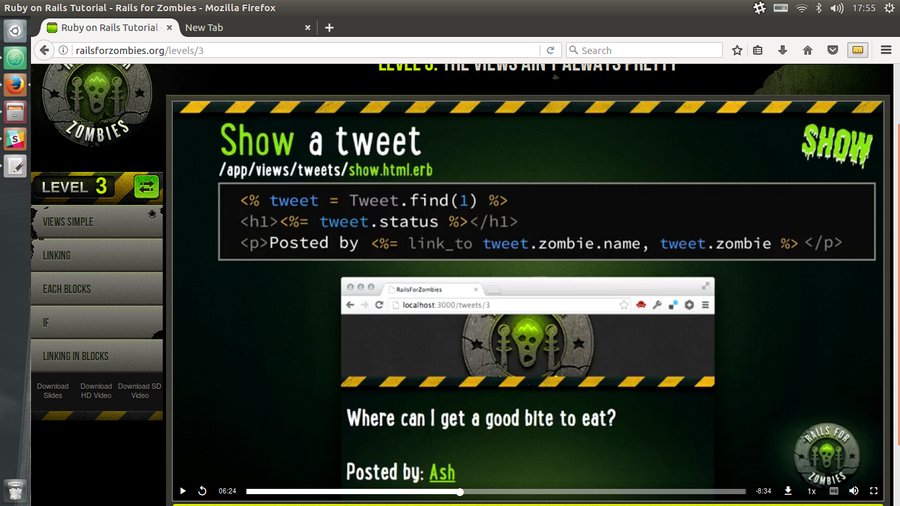 Ruby on Rails Tutorial - Rails for Zombies - Mozilla Firefox
17:55
Ruby on Rails Tutorial
New Tab
railsforzombies.org/levels/3
Search
LEVEL 3: THE VIEWS AIN'T ALWAYS PRETTY
ZOMBIES
LEVEL 3
VIEWS SIMPLE
LINKING
EACH BLOCKS
IF
LINKING IN BLOCKS
Download Slides
Download HD Video
Download SD Video
Show a tweet
SHOW
/app/views/tweets/show.html.erb
<% tweet = Tweet.find(1) %>
<h1><%= tweet.status %></h1>
<p>Posted by <%= link_to tweet.zombie.name, tweet.zombie %> </p>
RailsForZombies
localhost:3000/tweets/3
Where can I get a good bite to eat?
Posted by: Ash
RAILS FOR
ZOMBIES
06:24
-8:34
1x
HD